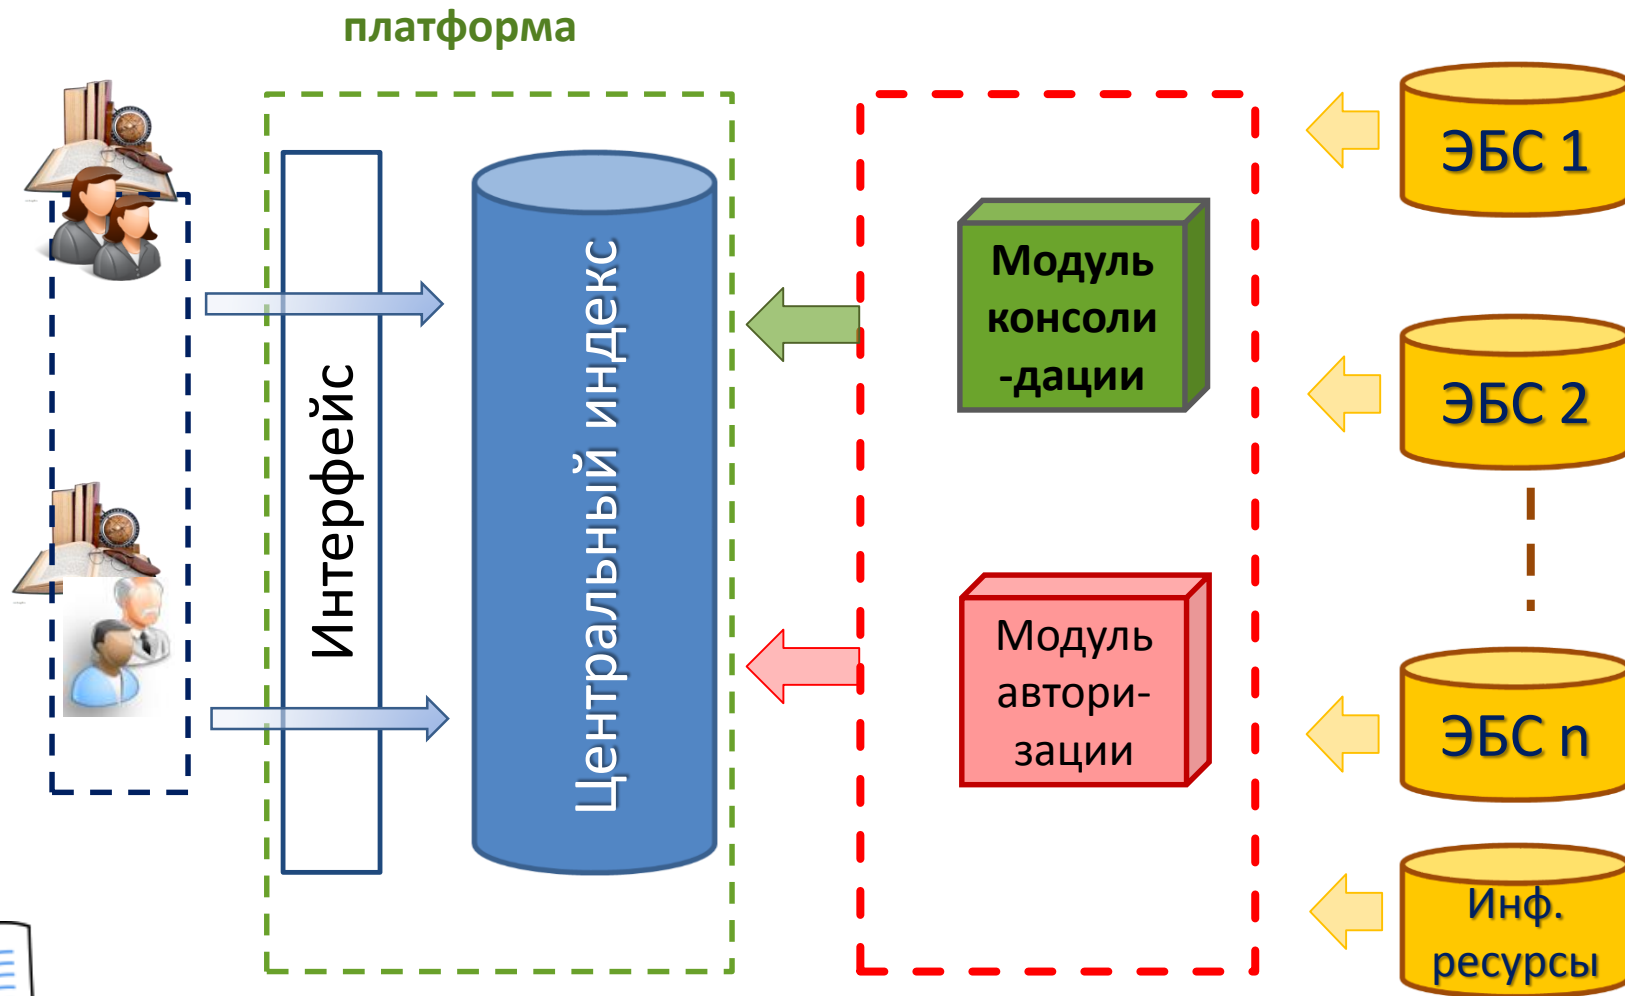 платформа
Интерфейс
Центральный индекс
Модуль
консоли
-дации
Модуль
автори-
зации
ЭБС 1
ЭБС 2
ЭБС n
Инф.
ресурсы